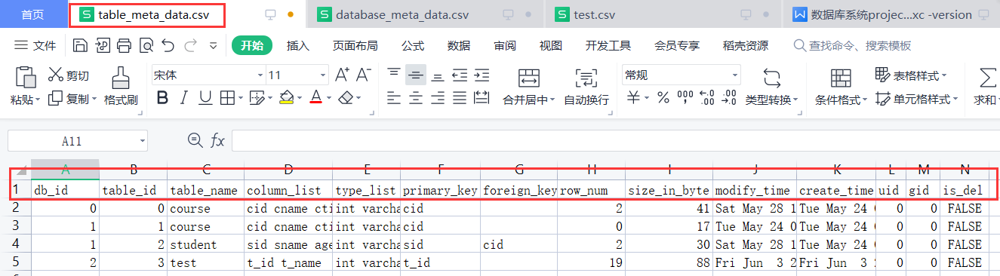 首页 table_meta_data.csv database_meta_data.csv test.csv 数据库系统projec...xc -version
文件 开始 插入 页面布局 公式 数据 审阅 视图 开发工具 会员专享 稻壳资源 查找命令、搜索模板
粘贴 剪切 复制 格式刷 宋体 11 A+ A- B I U A 合并居中 自动换行 常规 ¥ % 000 ←.0 .00 .00 →.0 类型转换 条件格式 表格样式 单元格样式 求和
A11 fx
A B C D E F G H I J K L M N
1 db_id table_id table_name column_list type_list primary_key foreign_key row_num size_in_byte modify_time create_time uid gid is_del
2 0 0 course cid cname cti int varcha cid 2 41 Sat May 28 1 Tue May 24 0 0 FALSE
3 1 1 course cid cname cti int varcha cid 0 17 Tue May 24 0 Tue May 24 0 0 FALSE
4 1 2 student sid sname age int varcha sid cid 2 30 Sat May 28 1 Tue May 24 0 0 FALSE
5 2 3 test t_id t_name int varcha t_id 19 88 Fri Jun 3 2 Fri Jun 3 0 0 FALSE